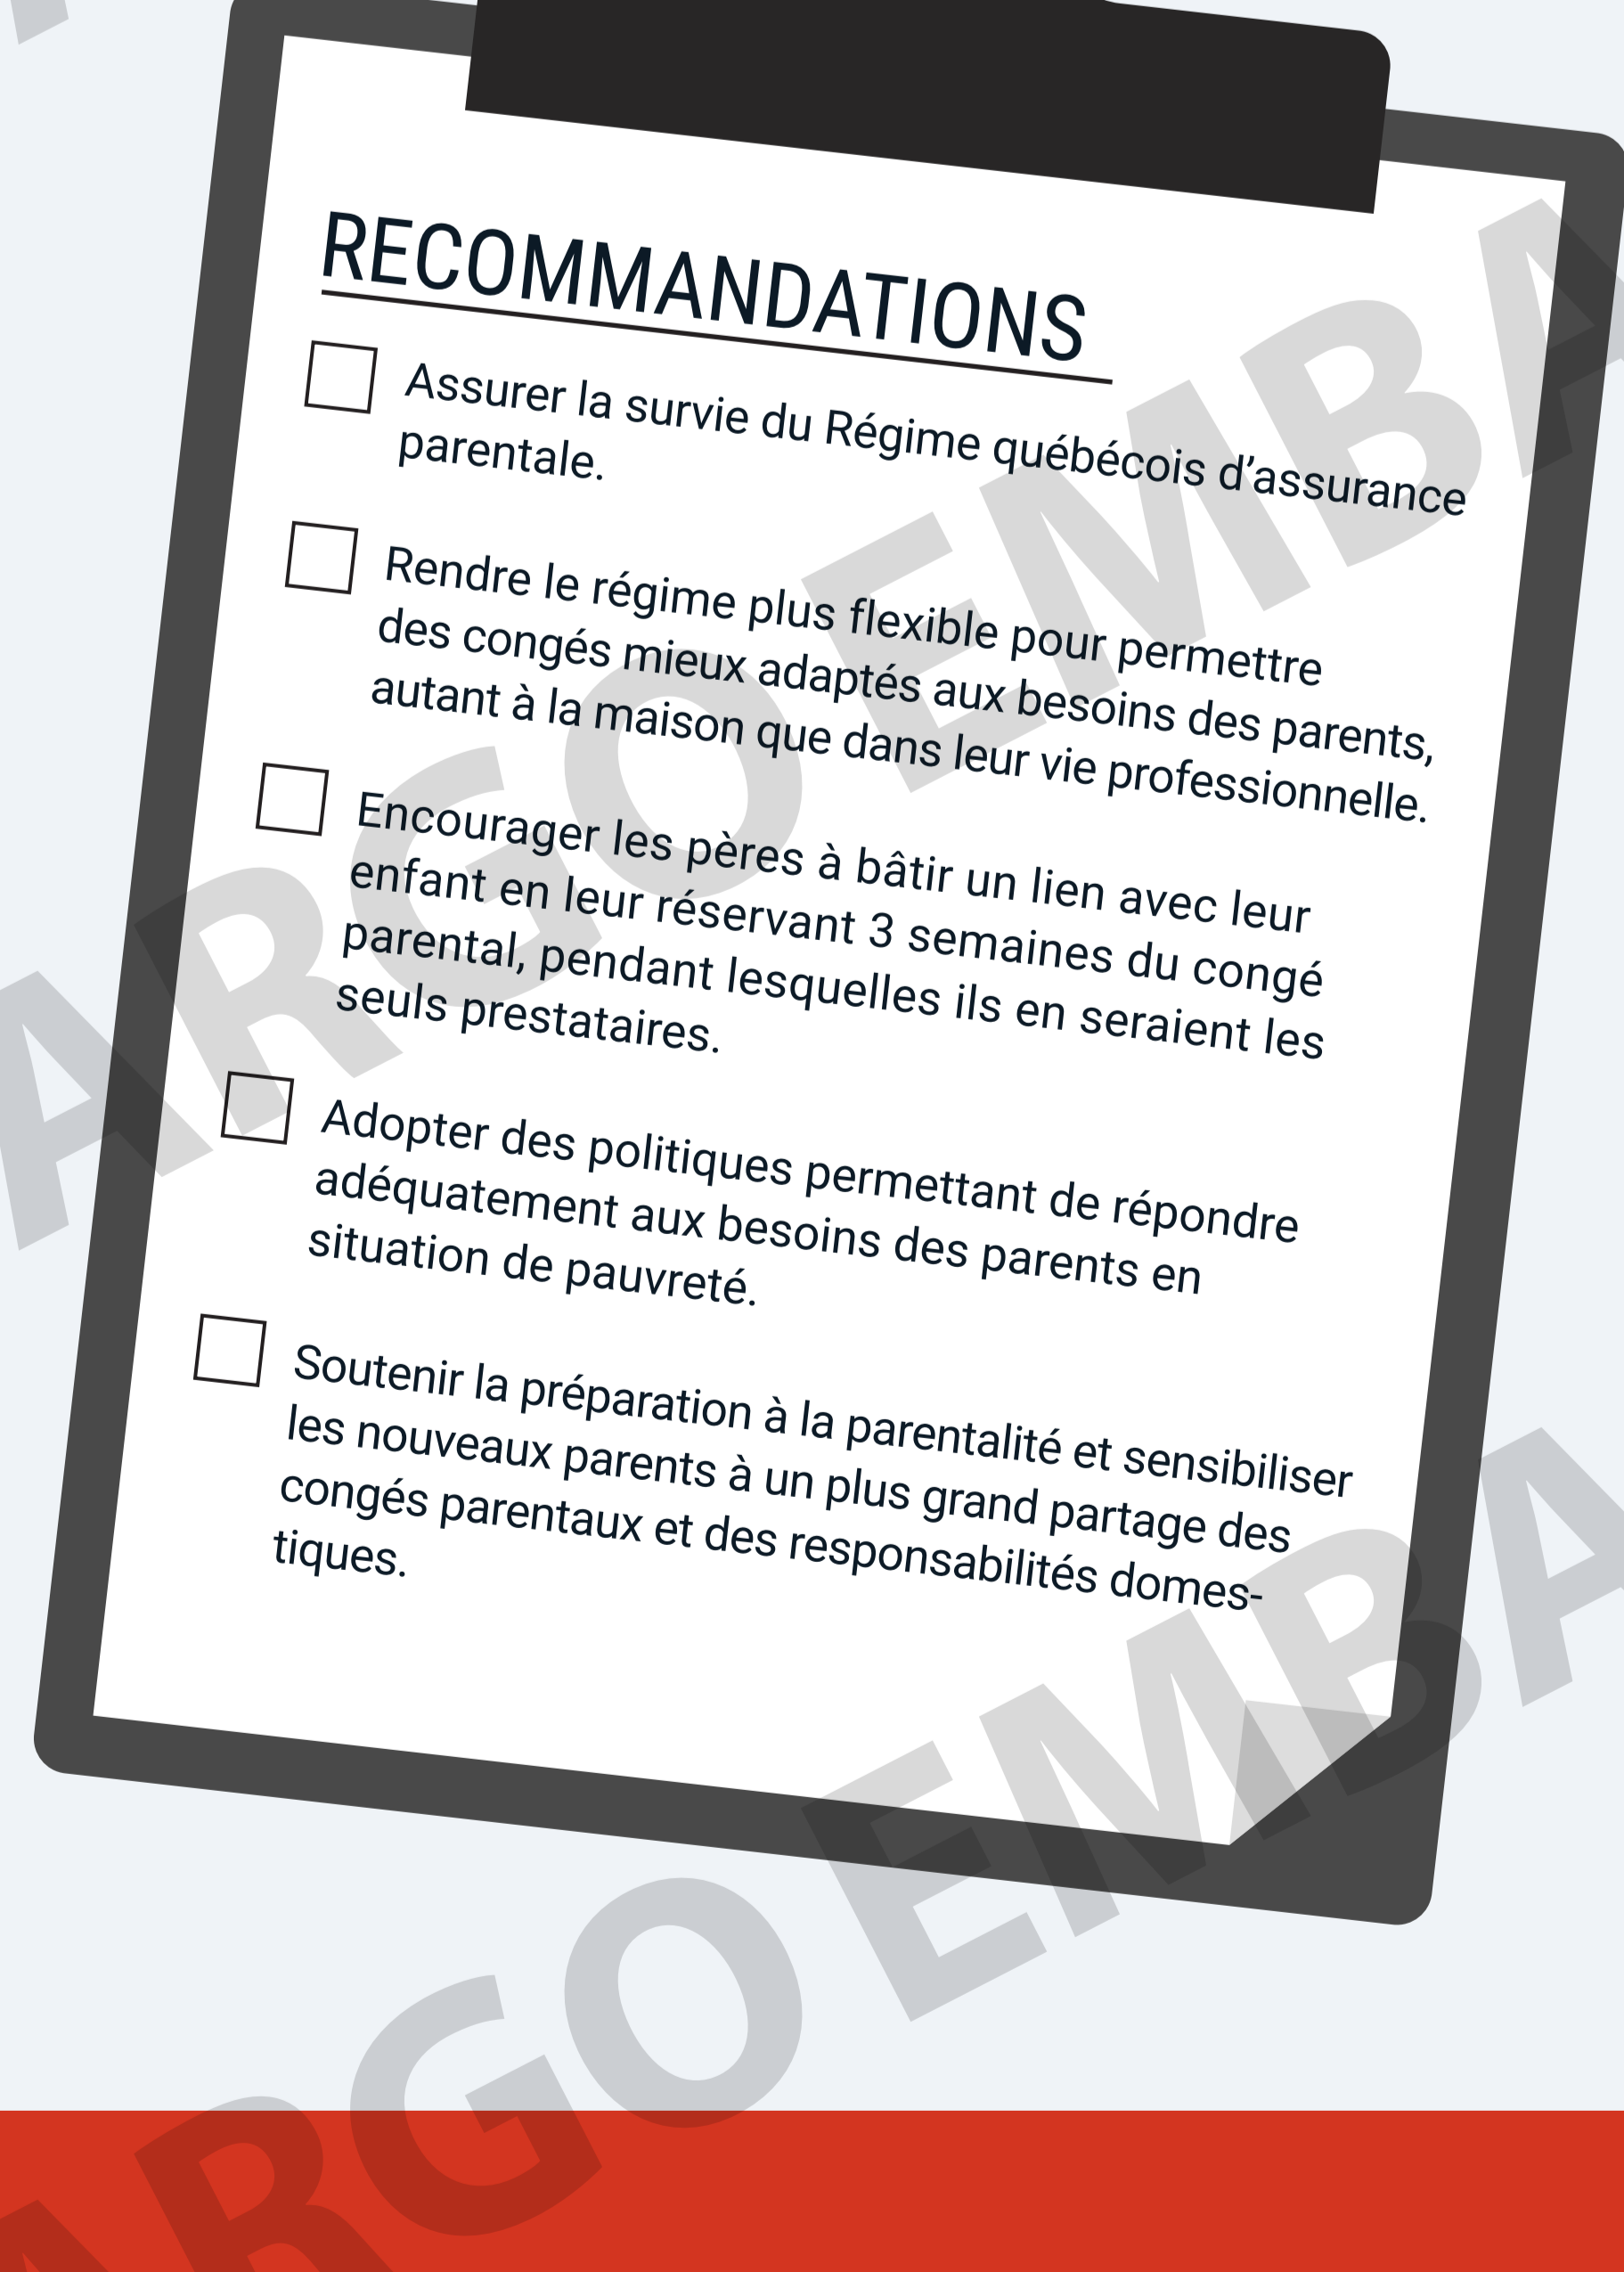 RECOMMANDATIONS
Assurer la survie du Régime québécois d’assurance
parentale.
Rendre le régime plus flexible pour permettre
des congés mieux adaptés aux besoins des parents,
autant à la maison que dans leur vie professionnelle.
Encourager les pères à bâtir un lien avec leur
enfant en leur réservant 3 semaines du congé
parental, pendant lesquelles ils en seraient les
seuls prestataires.
Adopter des politiques permettant de répondre
adéquatement aux besoins des parents en
situation de pauvreté.
Soutenir la préparation à la parentalité et sensibiliser
les nouveaux parents à un plus grand partage des
congés parentaux et des responsabilités domes-
tiques.
ARGO EMBA
ARGO EMBA